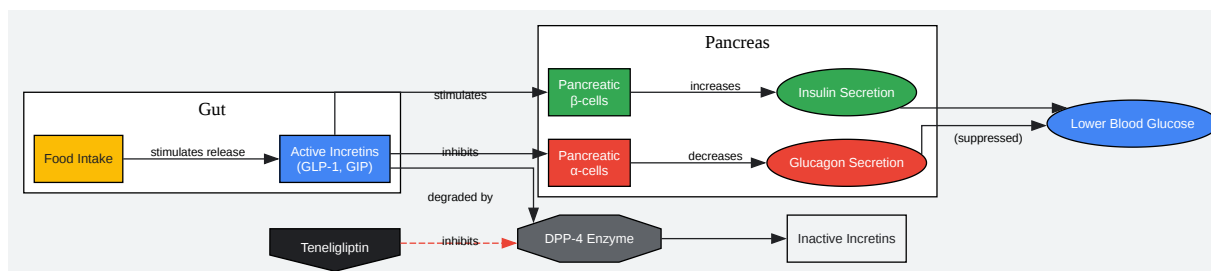 Pancreas
Gut
Pancreatic
β-cells
increases
Insulin Secretion
stimulates
Lower Blood Glucose
(suppressed)
Food Intake
stimulates release
Active Incretins
(GLP-1, GIP)
inhibits
Pancreatic
α-cells
decreases
Glucagon Secretion
degraded by
Teneligliptin
inhibits
DPP-4 Enzyme
Inactive Incretins